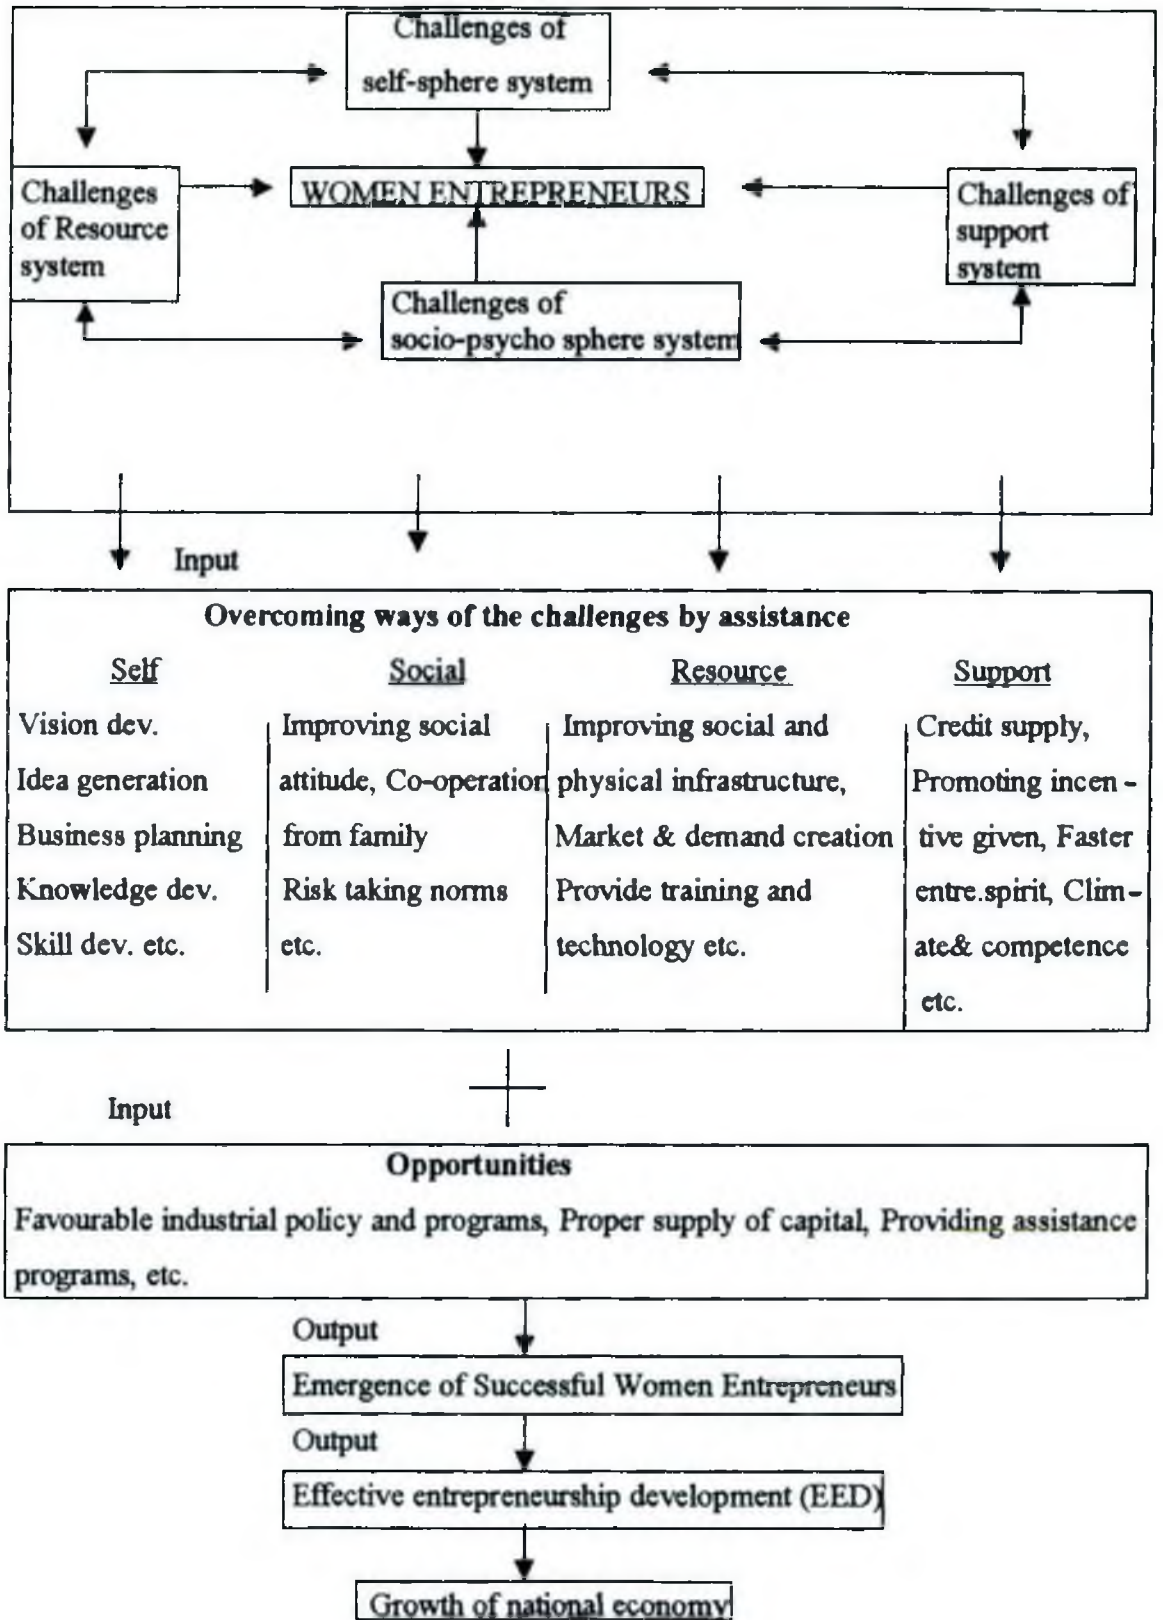 Challenges of
self-sphere system
Challenges
of Resource
system
WOMEN ENTREPRENEURS
Challenges of
support
system
Challenges of
socio-psycho sphere system
Input
Overcoming ways of the challenges by assistance
Self
Vision dev.
Idea generation
Business planning
Knowledge dev.
Skill dev. etc.
Social
Improving social
attitude, Co-operation
from family
Risk taking norms
etc.
Resource
Improving social and
physical infrastructure,
Market & demand creation
Provide training and
technology etc.
Support
Credit supply,
Promoting incen-
tive given, Faster
entre.spirit, Clim-
ate& competence
etc.
Input
Opportunities
Favourable industrial policy and programs, Proper supply of capital, Providing assistance
programs, etc.
Output
Emergence of Successful Women Entrepreneurs
Output
Effective entrepreneurship development (EED)
Growth of national economy